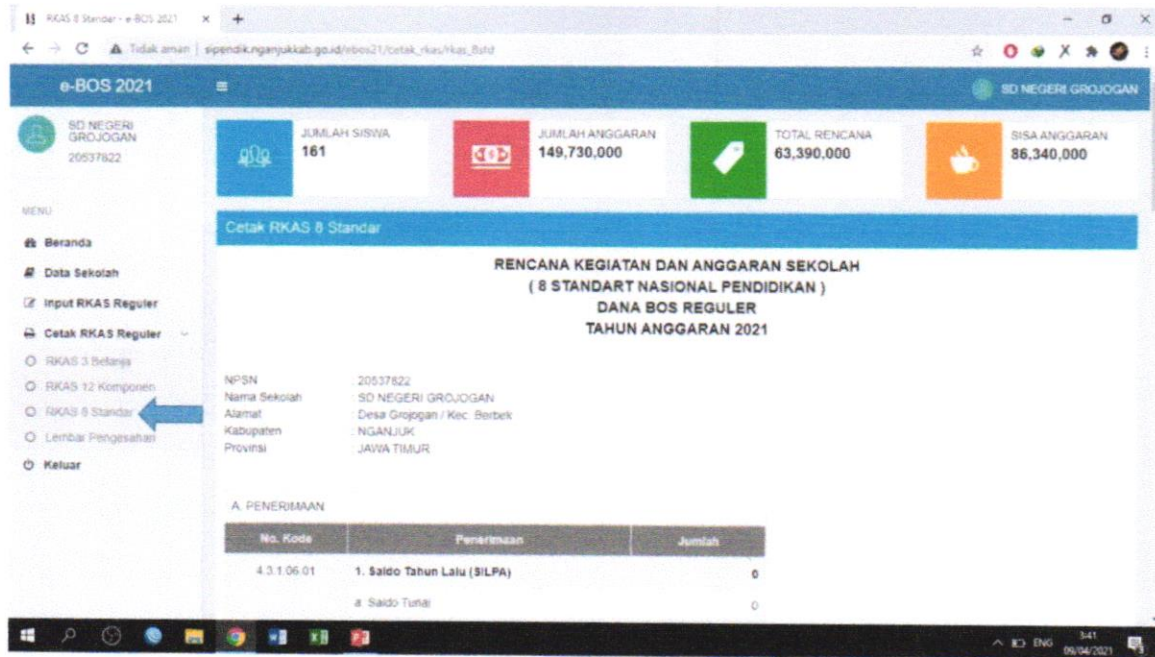 RKAS 8 Standar - e-BOS 2021
Tidak aman | sipendik.nganjukkab.go.id/ebos21/cetak_rkas/rkas_8std
e-BOS 2021
SD NEGERI GROJOGAN
SD NEGERI
GROJOGAN
20537822
JUMLAH SISWA
161
JUMLAH ANGGARAN
149,730,000
TOTAL RENCANA
63,390,000
SISA ANGGARAN
86,340,000
MENU
Beranda
Data Sekolah
Input RKAS Reguler
Cetak RKAS Reguler
RKAS 3 Belanja
RKAS 12 Komponen
RKAS 8 Standar
Lembar Pengesahan
Keluar
Cetak RKAS 8 Standar
RENCANA KEGIATAN DAN ANGGARAN SEKOLAH
( 8 STANDART NASIONAL PENDIDIKAN )
DANA BOS REGULER
TAHUN ANGGARAN 2021
NPSN : 20537822
Nama Sekolah : SD NEGERI GROJOGAN
Alamat : Desa Grojogan / Kec. Berbek
Kabupaten : NGANJUK
Provinsi : JAWA TIMUR
A. PENERIMAAN
No. Kode Penerimaan Jumlah
4.3.1.06.01 1. Saldo Tahun Lalu (SILPA) 0
a. Saldo Tunai 0
ENG
3:41
09/04/2021